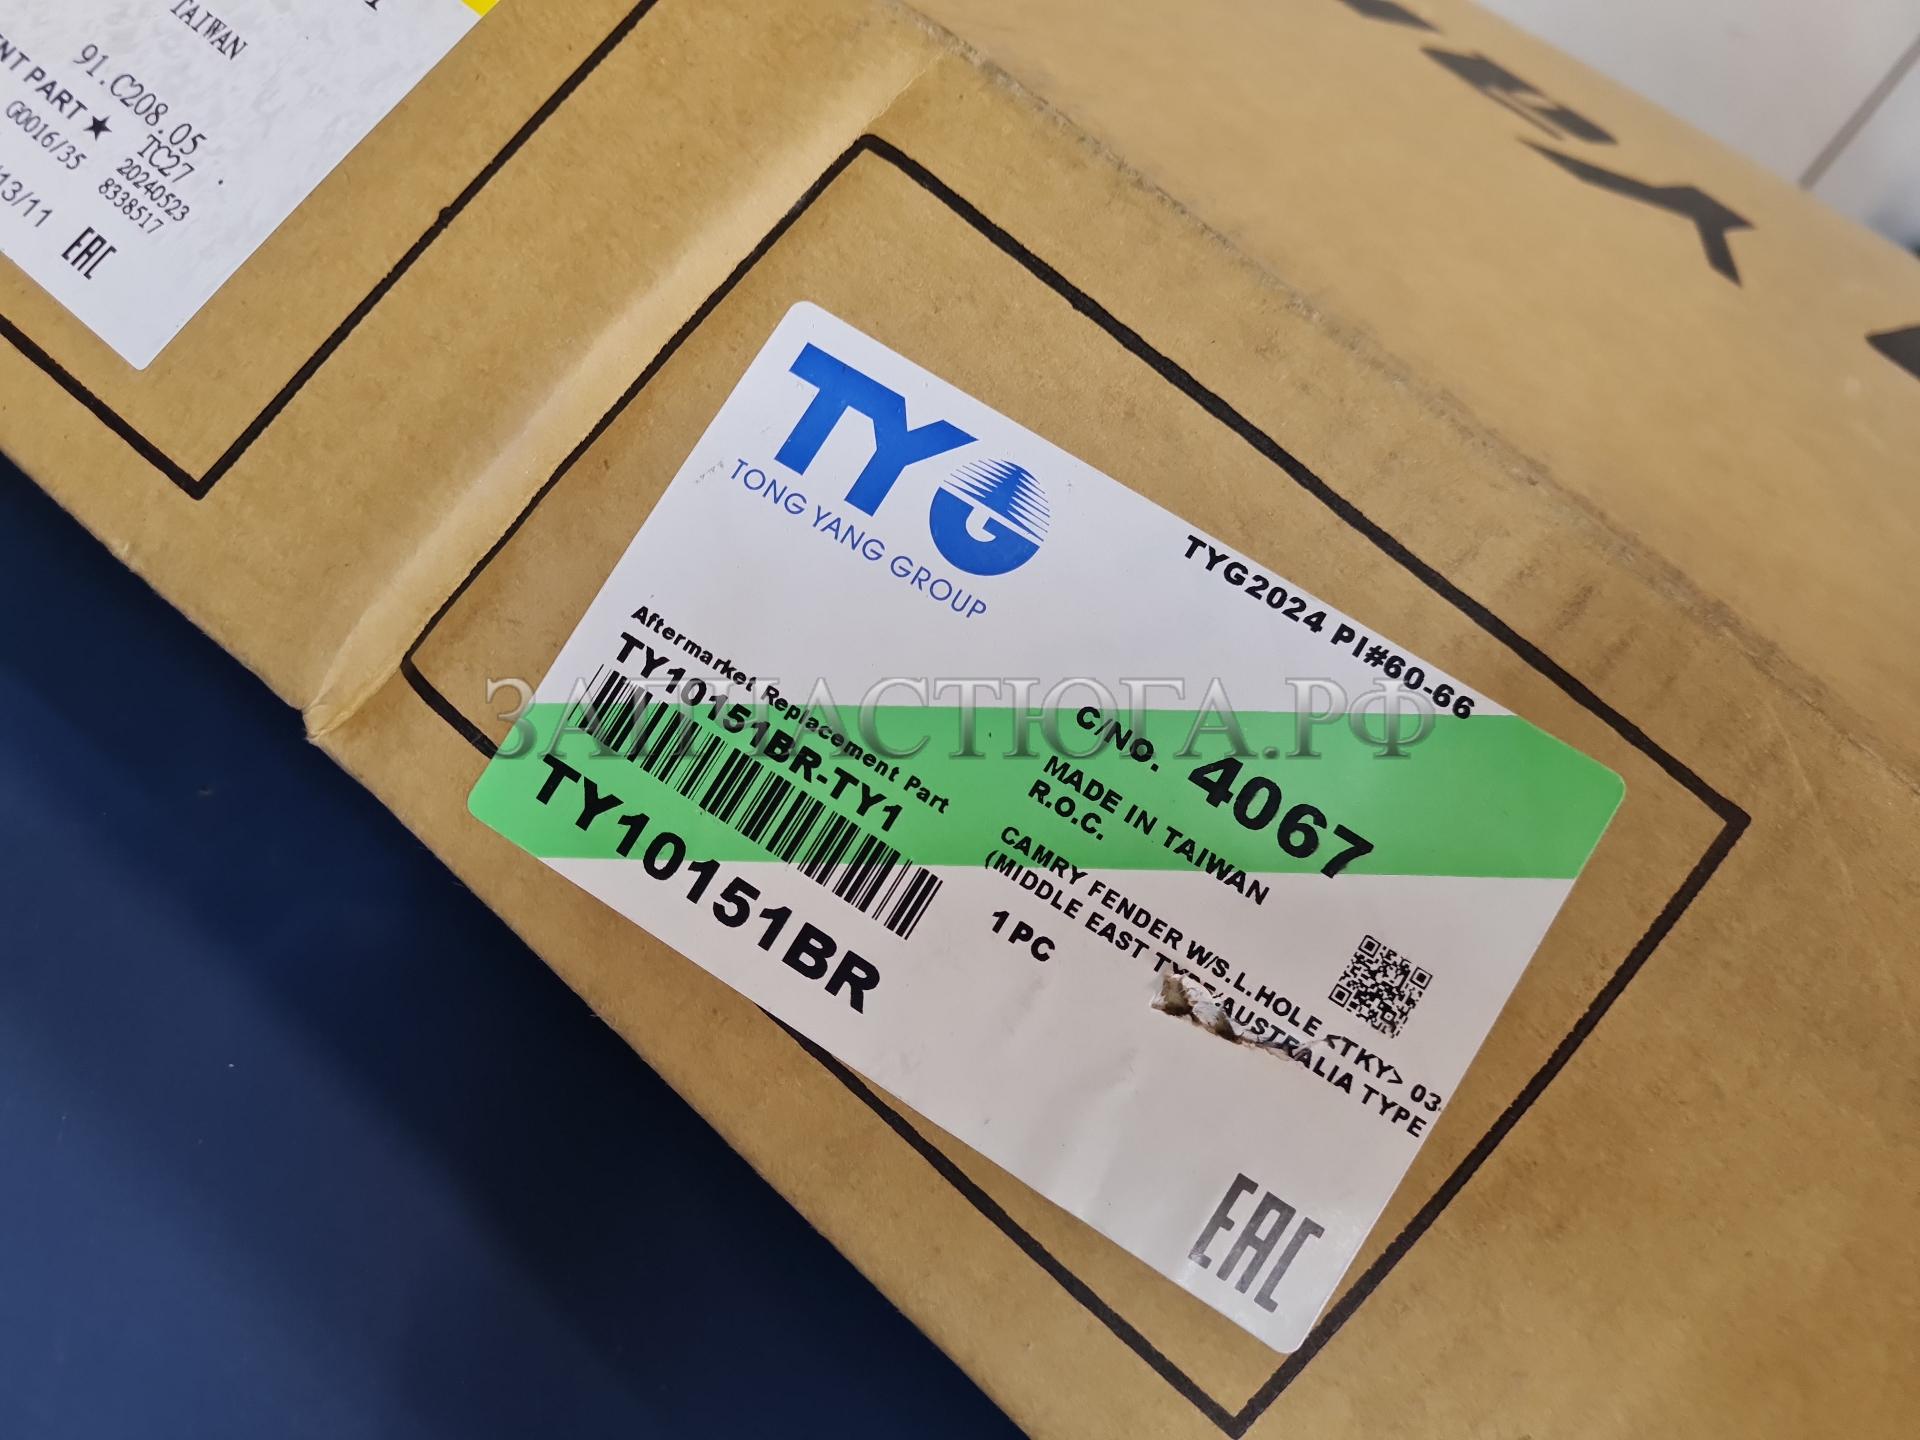 TAIWAN
91.C208.05
ENT PART ★ TC27
G0016/35 20240523
13/11 8338517
EAC
TYG
TONG YANG GROUP
TYG2024 PI#60-66
Aftermarket Replacement Part
TY10151BR-TY1
TY10151BR
C/NO. 4067
MADE IN TAIWAN
R.O.C.
CAMRY FENDER W/S.L.HOLE <TKY> 03
(MIDDLE EAST TYPE/AUSTRALIA TYPE
1PC
EAC
ЗАПЧАСТЮГА.РФ